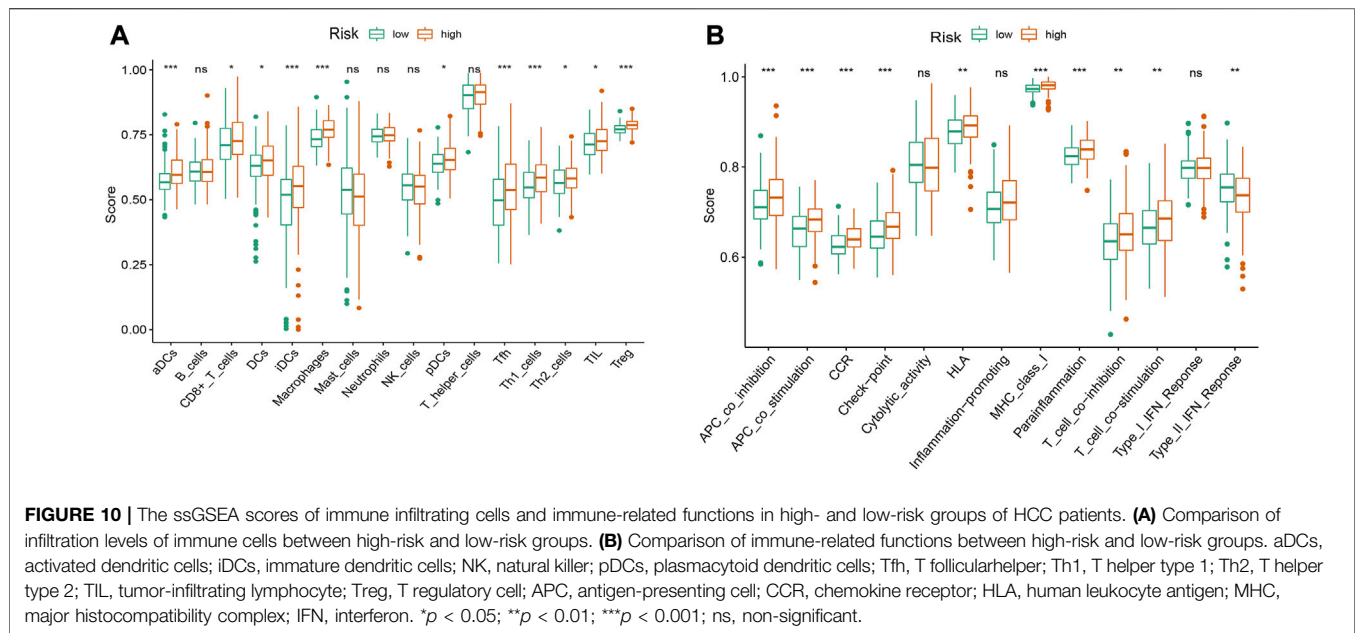 A
Risk low high
*** ns * * *** *** ns ns ns * ns *** *** * * ***
1.00
0.75
0.50
0.25
0.00
Score
aDCs
B_cells
CD8+_T_cells
DCs
iDCs
Macrophages
Mast_cells
Neutrophils
NK_cells
pDCs
T_helper_cells
Tfh
Th1_cells
Th2_cells
TIL
Treg
B
Risk low high
*** *** *** *** ns ** ns *** *** ** ** ns **
1.0
0.8
0.6
Score
APC_co_inhibition
APC_co_stimulation
CCR
Check-point
Cytolytic_activity
HLA
Inflammation-promoting
MHC_class_I
Parainflammation
T_cell_co-inhibition
T_cell_co-stimulation
Type_I_IFN_Reponse
Type_II_IFN_Reponse
FIGURE 10 | The ssGSEA scores of immune infiltrating cells and immune-related functions in high- and low-risk groups of HCC patients. (A) Comparison of
infiltration levels of immune cells between high-risk and low-risk groups. (B) Comparison of immune-related functions between high-risk and low-risk groups. aDCs,
activated dendritic cells; iDCs, immature dendritic cells; NK, natural killer; pDCs, plasmacytoid dendritic cells; Tfh, T follicularhelper; Th1, T helper type 1; Th2, T helper
type 2; TIL, tumor-infiltrating lymphocyte; Treg, T regulatory cell; APC, antigen-presenting cell; CCR, chemokine receptor; HLA, human leukocyte antigen; MHC,
major histocompatibility complex; IFN, interferon. *p < 0.05; **p < 0.01; ***p < 0.001; ns, non-significant.